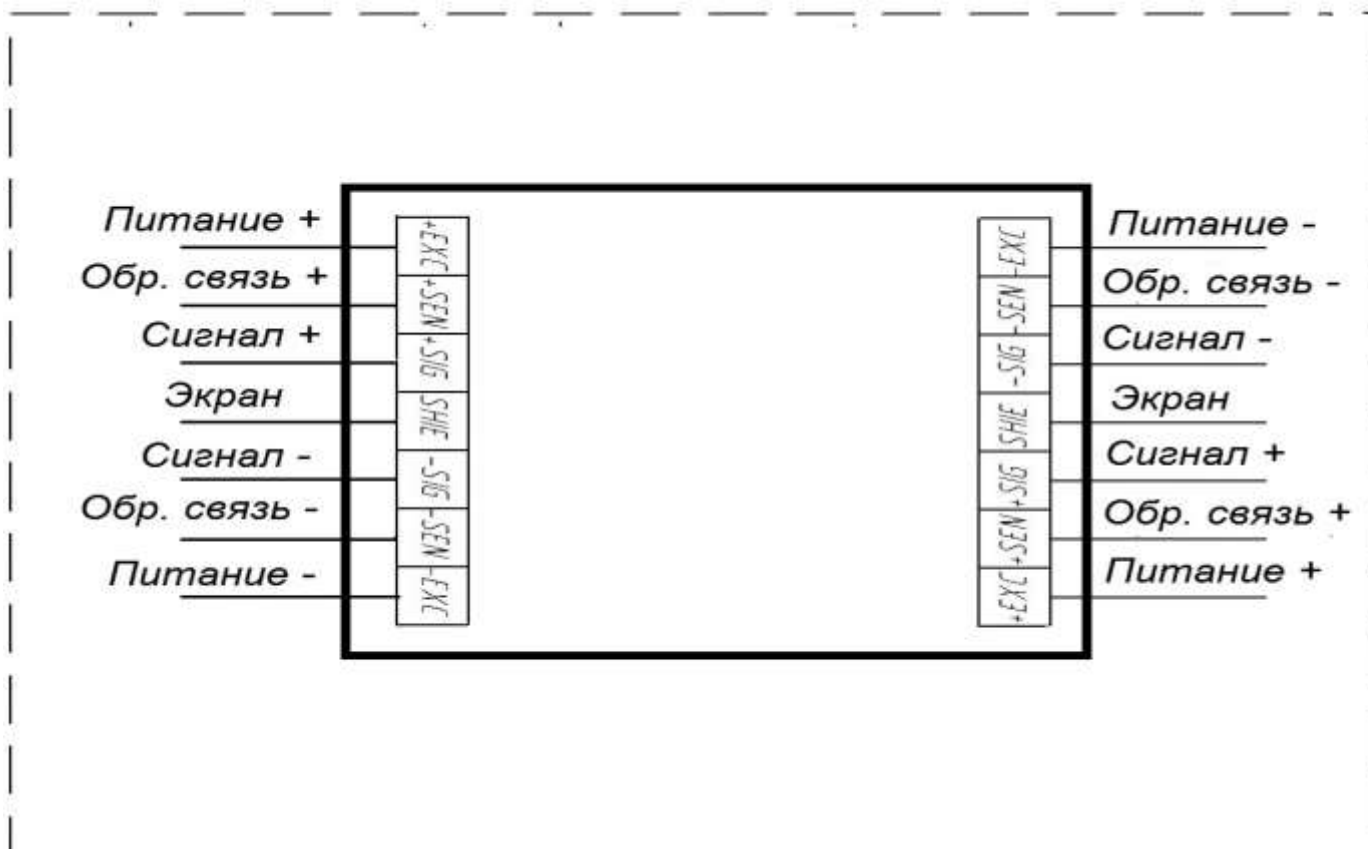 Питание +
Обр. связь +
Сигнал +
Экран
Сигнал -
Обр. связь -
Питание -
+EXC
+SEN
+SIG
SHIE
-SIG
-SEN
-EXC
-EXC
-SEN
-SIG
SHIE
+SIG
+SEN
+EXC
Питание -
Обр. связь -
Сигнал -
Экран
Сигнал +
Обр. связь +
Питание +